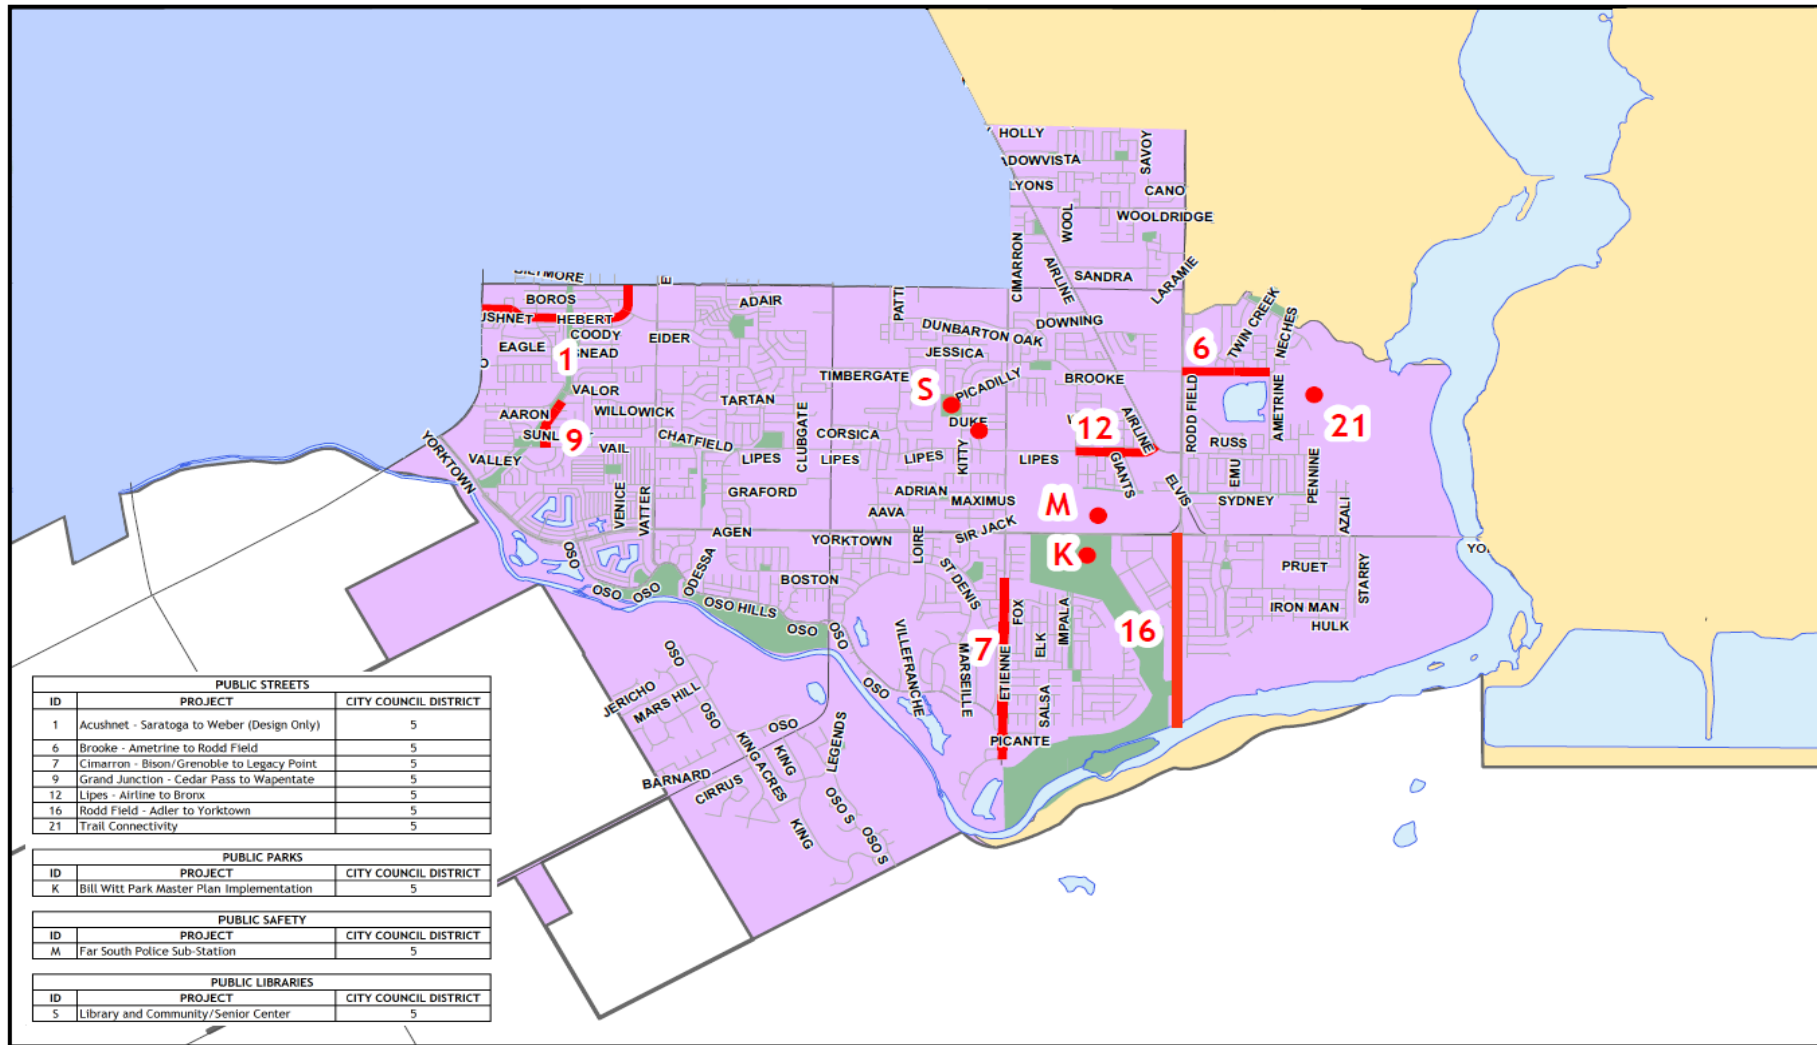 HOLLY
ADOWVISTA
SAVOY
LYONS
CANO
WOOL
WOOLDRIDGE
CIMARRON
AIRLINE
SANDRA
LARAMIE
BILTMORE
E
BOROS
ADAIR
PATTI
USHNET
HEBERT
COODY
EIDER
DUNBARTON OAK
DOWNING
TWIN CREEK
NECHES
EAGLE
SNEAD
1
JESSICA
6
O
VALOR
TIMBERGATE
S
PICADILLY
BROOKE
RODD FIELD
AMETRINE
AARON
WILLOWICK
TARTAN
CLUBGATE
DUKE
12
AIRLINE
21
YORKTOWN
SUNL
9
VAIL
CHATFIELD
CORSICA
KITTY
RUSS
VALLEY
LIPES
LIPES
LIPES
LIPES
GIANTS
EMU
PENNINE
VENICE
VATTER
GRAFORD
ADRIAN
MAXIMUS
M
ELVIS
SYDNEY
AZALI
AAVA
AGEN
YORKTOWN
LOIRE
SIR JACK
K
YO
OSO
ODESSA
BOSTON
ST DENIS
PRUET
STARRY
OSO
OSO
OSO HILLS
OSO
OSO
VILLEFRANCHE
7
MARSEILLE
ETIENNE
FOX
ELK
IMPALA
16
IRON MAN
HULK
OSO
JERICHO
MARS HILL
OSO
OSO
OSO
LEGENDS
SALSA
PICANTE
KING ACRES
KING
BARNARD
CIRRUS
KING
OSO S
OSO S
PUBLIC STREETS
ID PROJECT CITY COUNCIL DISTRICT
1 Acushnet - Saratoga to Weber (Design Only) 5
6 Brooke - Ametrine to Rodd Field 5
7 Cimarron - Bison/Grenoble to Legacy Point 5
9 Grand Junction - Cedar Pass to Wapentate 5
12 Lipes - Airline to Bronx 5
16 Rodd Field - Adler to Yorktown 5
21 Trail Connectivity 5
PUBLIC PARKS
ID PROJECT CITY COUNCIL DISTRICT
K Bill Witt Park Master Plan Implementation 5
PUBLIC SAFETY
ID PROJECT CITY COUNCIL DISTRICT
M Far South Police Sub-Station 5
PUBLIC LIBRARIES
ID PROJECT CITY COUNCIL DISTRICT
S Library and Community/Senior Center 5